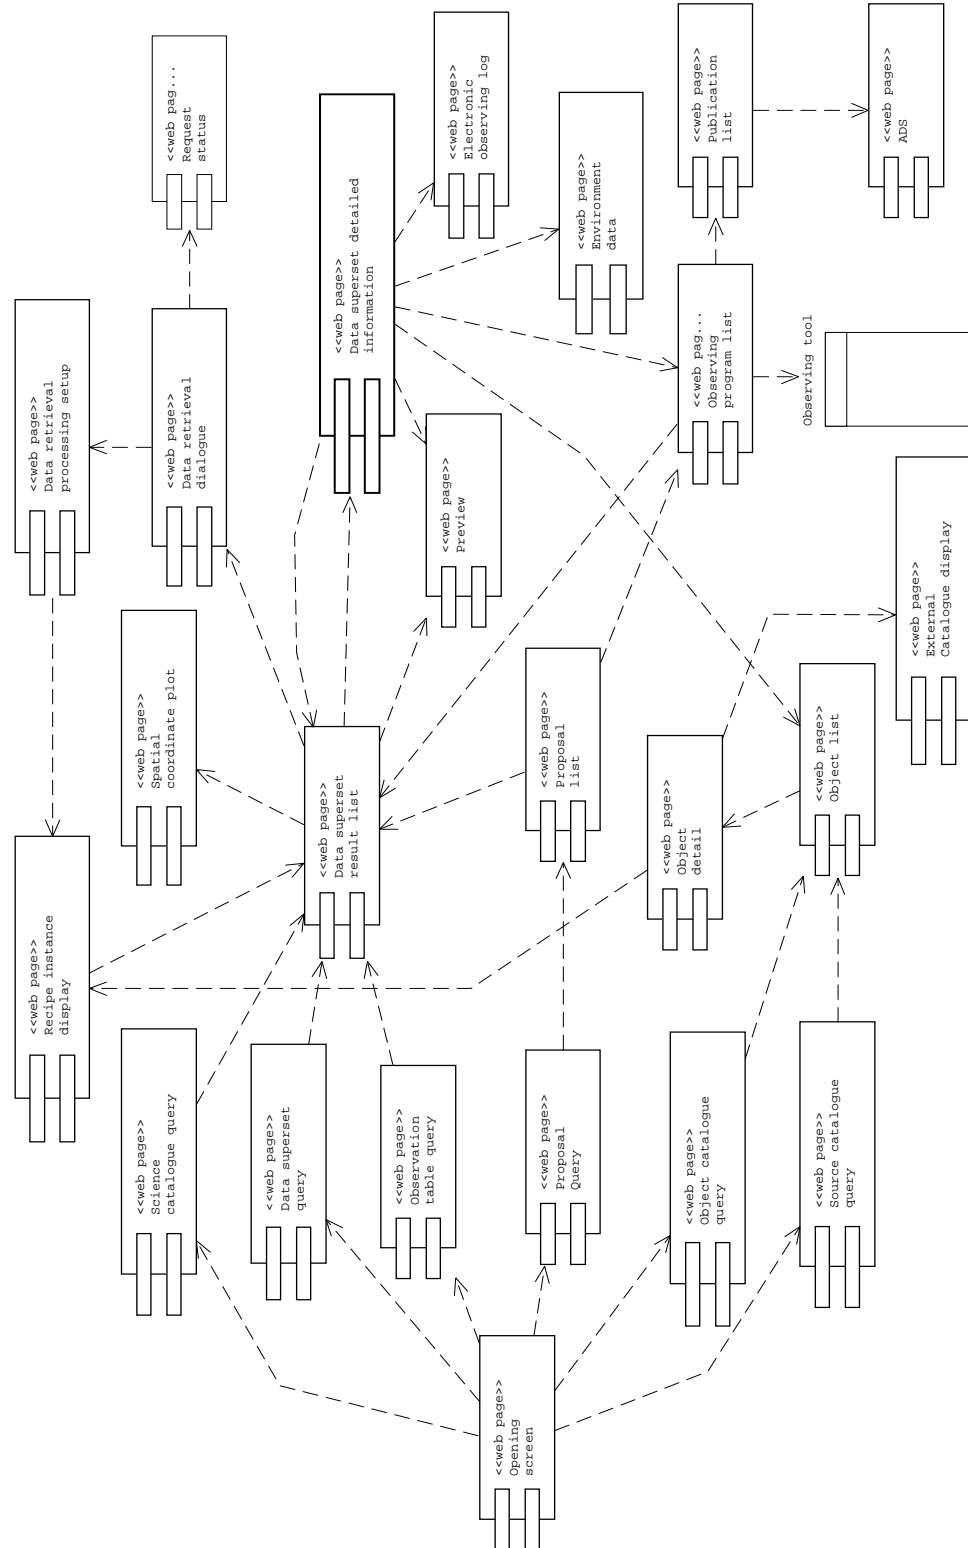 <<web pag...
Request
status
<<web page>>
Electronic
observing log
<<web page>>
Publication
list
<<web page>>
ADS
<<web page>>
Data superset detailed
information
<<web page>>
Environment
data
<<web page>>
Data retrieval
processing setup
<<web page>>
Data retrieval
dialogue
<<web pag...
Observing
program list
Observing tool
<<web page>>
Preview
<<web page>>
External
Catalogue display
<<web page>>
Spatial
coordinate plot
<<web page>>
Data superset
result list
<<web page>>
Proposal
list
<<web page>>
Object
detail
<<web page>>
Object list
<<web page>>
Recipe instance
display
<<web page>>
Science
catalogue query
<<web page>>
Data superset
query
<<web page>>
Observation
table query
<<web page>>
Proposal
Query
<<web page>>
Object catalogue
query
<<web page>>
Source catalogue
query
<<web page>>
Opening
screen